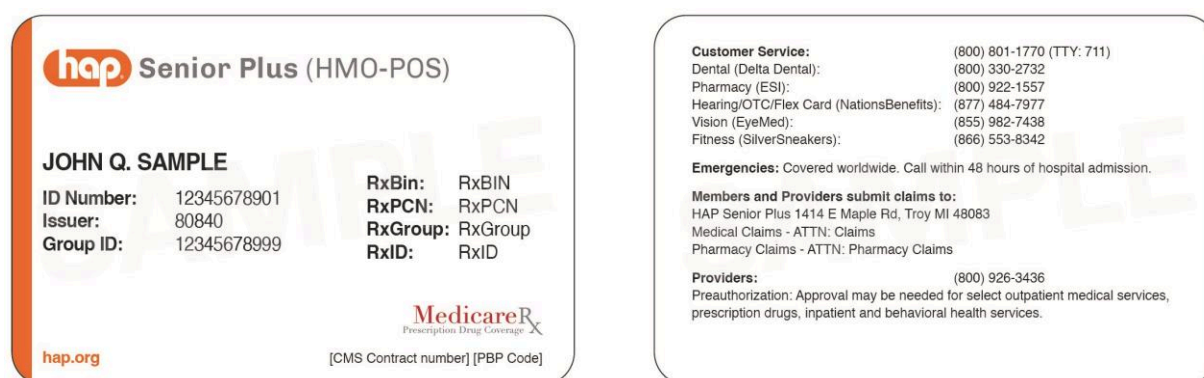 hap. Senior Plus (HMO-POS)
JOHN Q. SAMPLE
ID Number: 12345678901
Issuer: 80840
Group ID: 12345678999
RxBin: RxBIN
RxPCN: RxPCN
RxGroup: RxGroup
RxID: RxID
MedicareRx
Prescription Drug Coverage
hap.org
[CMS Contract number] [PBP Code]
SAMPLE
Customer Service: (800) 801-1770 (TTY: 711)
Dental (Delta Dental): (800) 330-2732
Pharmacy (ESI): (800) 922-1557
Hearing/OTC/Flex Card (NationsBenefits): (877) 484-7977
Vision (EyeMed): (855) 982-7438
Fitness (SilverSneakers): (866) 553-8342
Emergencies: Covered worldwide. Call within 48 hours of hospital admission.
Members and Providers submit claims to:
HAP Senior Plus 1414 E Maple Rd, Troy MI 48083
Medical Claims - ATTN: Claims
Pharmacy Claims - ATTN: Pharmacy Claims
Providers: (800) 926-3436
Preauthorization: Approval may be needed for select outpatient medical services,
prescription drugs, inpatient and behavioral health services.
SAMPLE